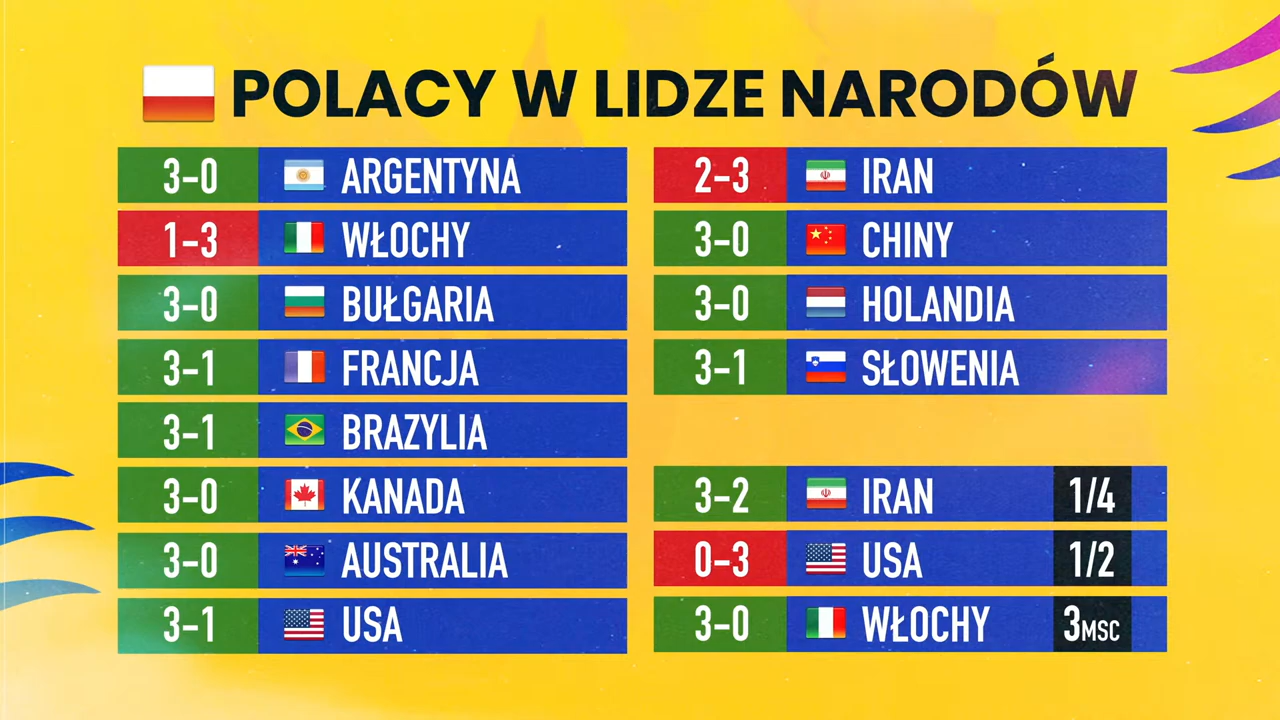 POLACY W LIDZE NARODÓW
3-0 ARGENTYNA
1-3 WŁOCHY
3-0 BUŁGARIA
3-1 FRANCJA
3-1 BRAZYLIA
3-0 KANADA
3-0 AUSTRALIA
3-1 USA
2-3 IRAN
3-0 CHINY
3-0 HOLANDIA
3-1 SŁOWENIA
3-2 IRAN 1/4
0-3 USA 1/2
3-0 WŁOCHY 3MSC